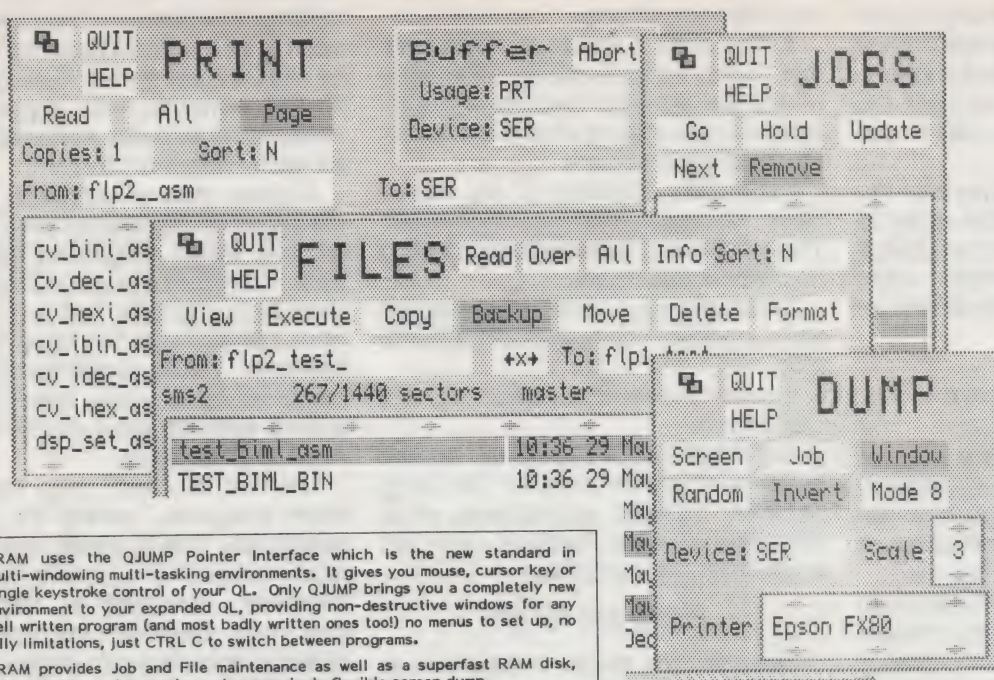 QUIT
HELP
PRINT
Buffer Abort
Usage: PRT
Device: SER
Read All Page
Copies: 1 Sort: N
From: flp2__asm
To: SER
cv_bini_as
cv_deci_as
cv_hexi_as
cv_ibin_as
cv_idec_as
cv_ihex_as
dsp_set_as
QUIT
HELP
JOBS
Go Hold Update
Next Remove
QUIT
HELP
FILES
Read Over All Info Sort: N
View Execute Copy Backup Move Delete Format
From: flp2_test_ To: flp1_test
sms2 267/1440 sectors master
test_biml_asm 10:36 29 May
TEST_BIML_BIN 10:36 29 May
May
May
May
May
Dec
QUIT
HELP
DUMP
Screen Job Window
Random Invert Mode 8
Device: SER Scale 3
Printer Epson FX80
RAM uses the QJUMP Pointer Interface which is the new standard in
ulti-windowing multi-tasking environments. It gives you mouse, cursor key or
ngle keystroke control of your QL. Only QJUMP brings you a completely new
nvironment to your expanded QL, providing non-destructive windows for any
ell written program (and most badly written ones too!) no menus to set up, no
lly limitations, just CTRL C to switch between programs.
RAM provides Job and File maintenance as well as a superfast RAM disk,